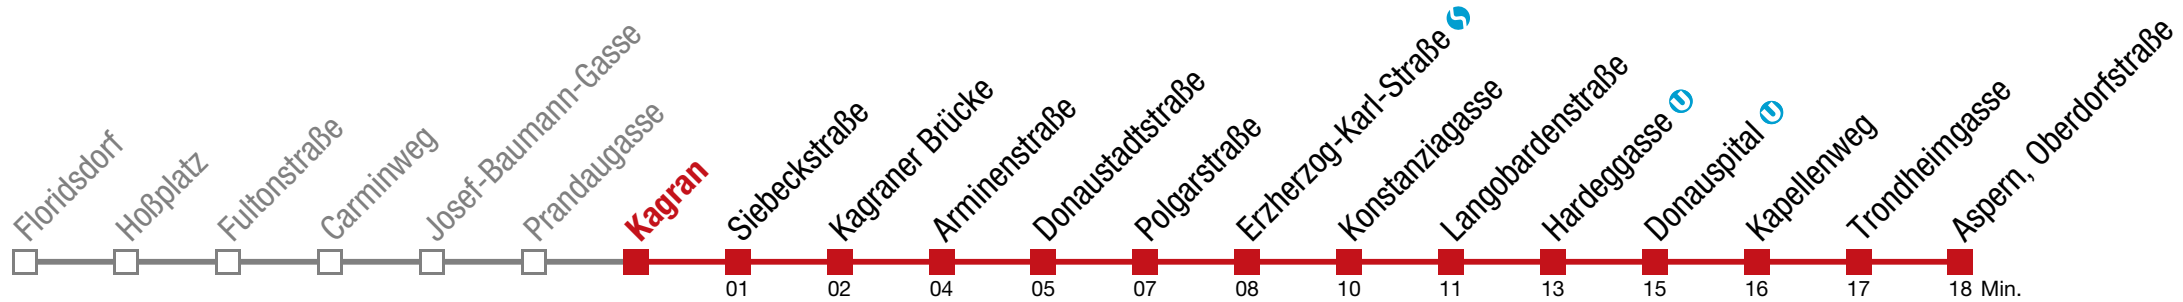 Floridsdorf
Hoßplatz
Fultonstraße
Carminweg
Josef-Baumann-Gasse
Prandaugasse
Kagran
Siebeckstraße
Kagraner Brücke
Arminenstraße
Donaustadtstraße
Polgarstraße
Erzherzog-Karl-Straße S
Konstanziagasse
Langobardenstraße
Hardeggasse U
Donauspital U
Kapellenweg
Trondheimgasse
Aspern, Oberdorfstraße
01 02 04 05 07 08 10 11 13 15 16 17 18 Min.